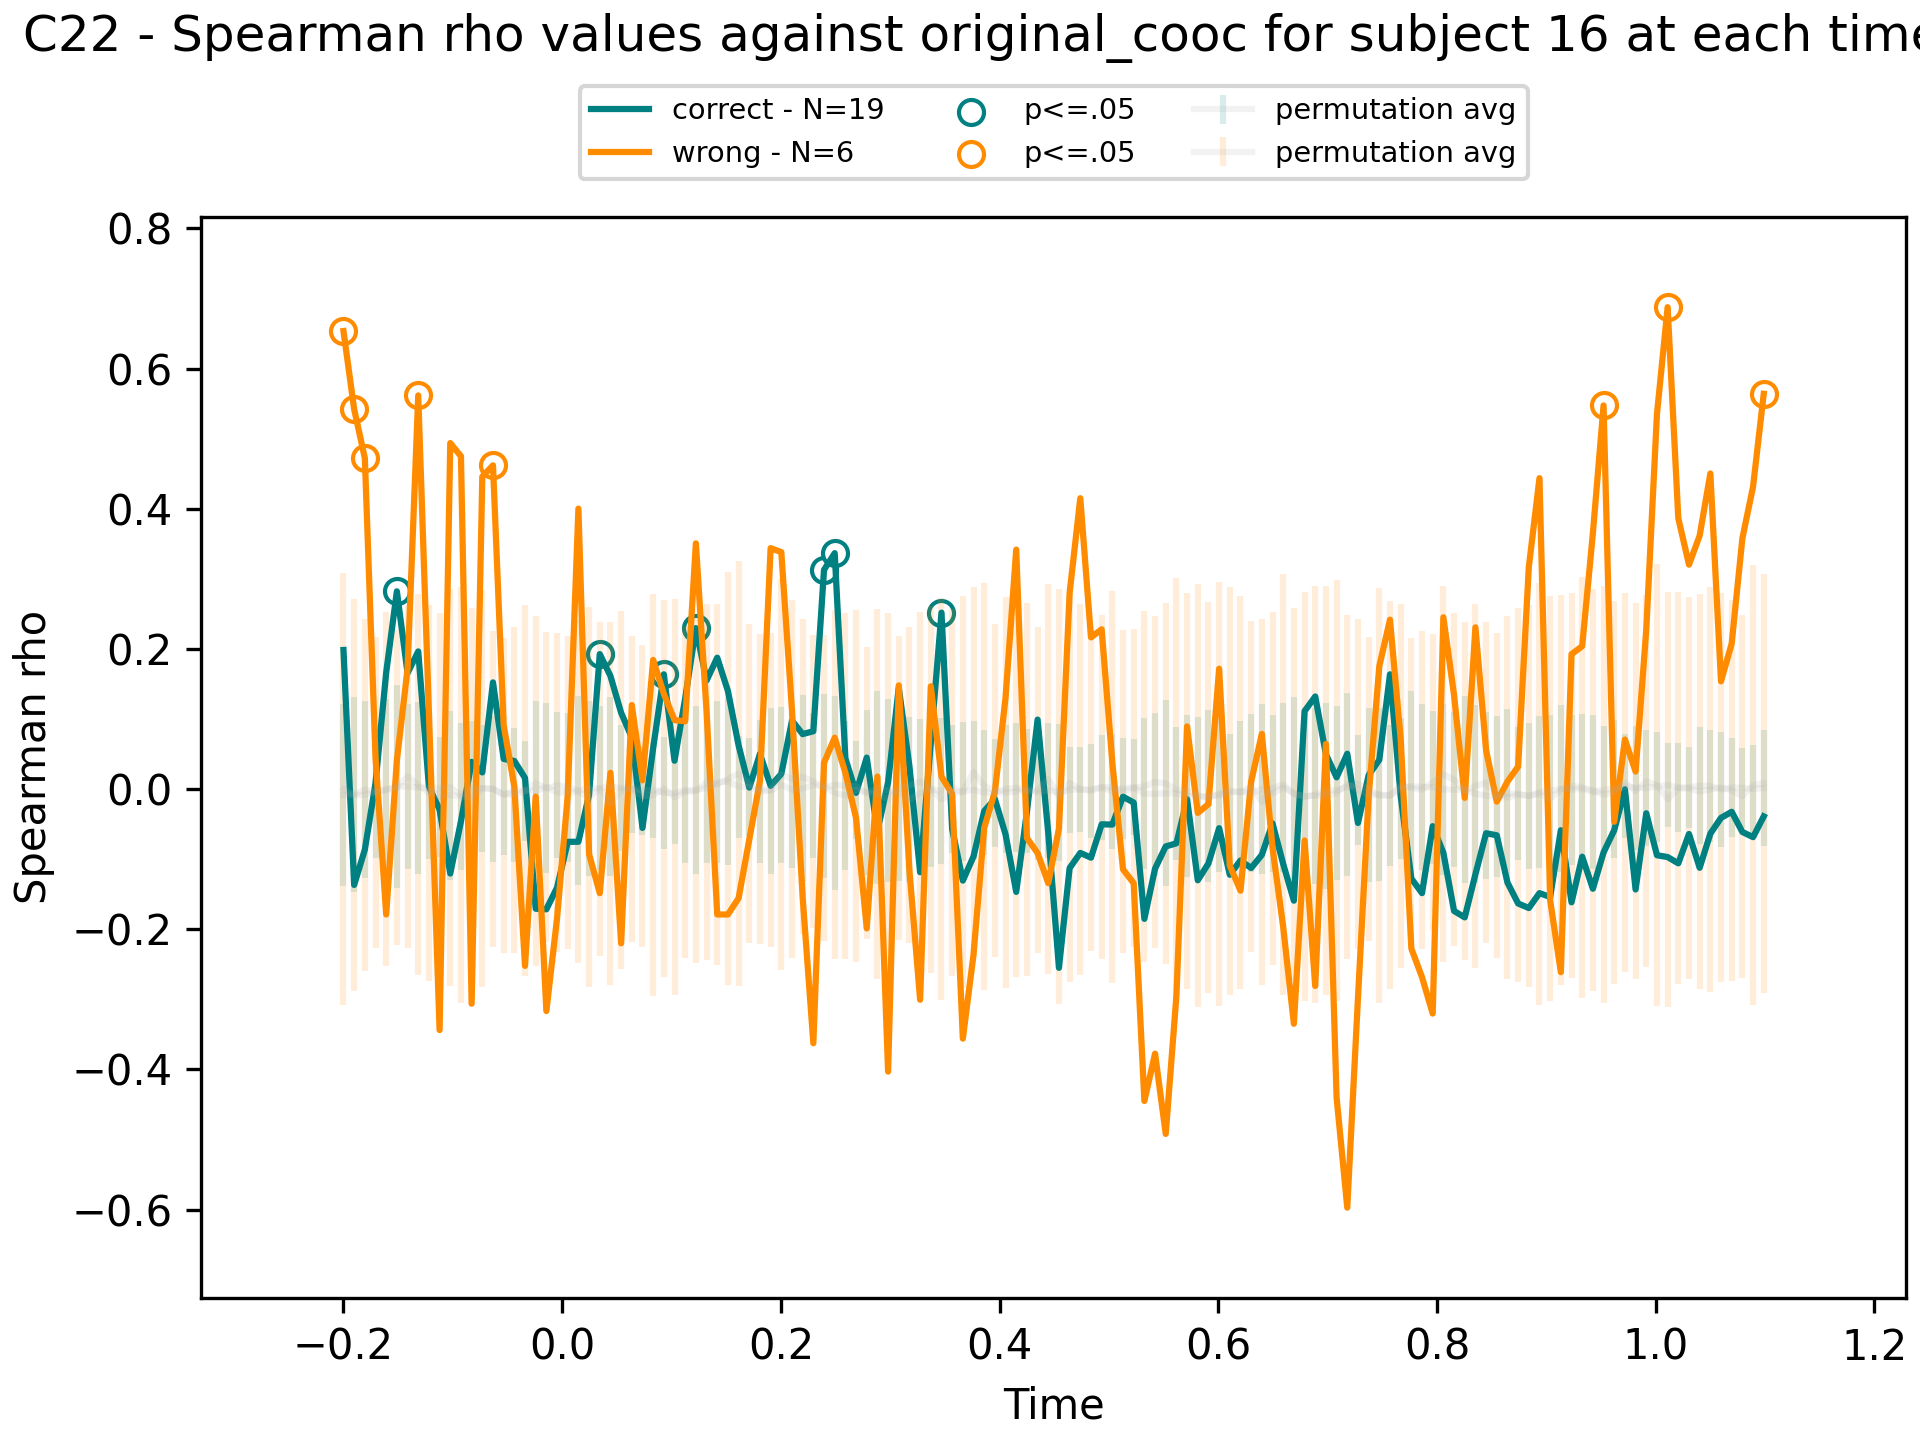 C22 - Spearman rho values against original_cooc for subject 16 at each time
correct - N=19
wrong - N=6
p<=.05
p<=.05
permutation avg
permutation avg
Spearman rho
0.8
0.6
0.4
0.2
0.0
−0.2
−0.4
−0.6
−0.2 0.0 0.2 0.4 0.6 0.8 1.0 1.2
Time